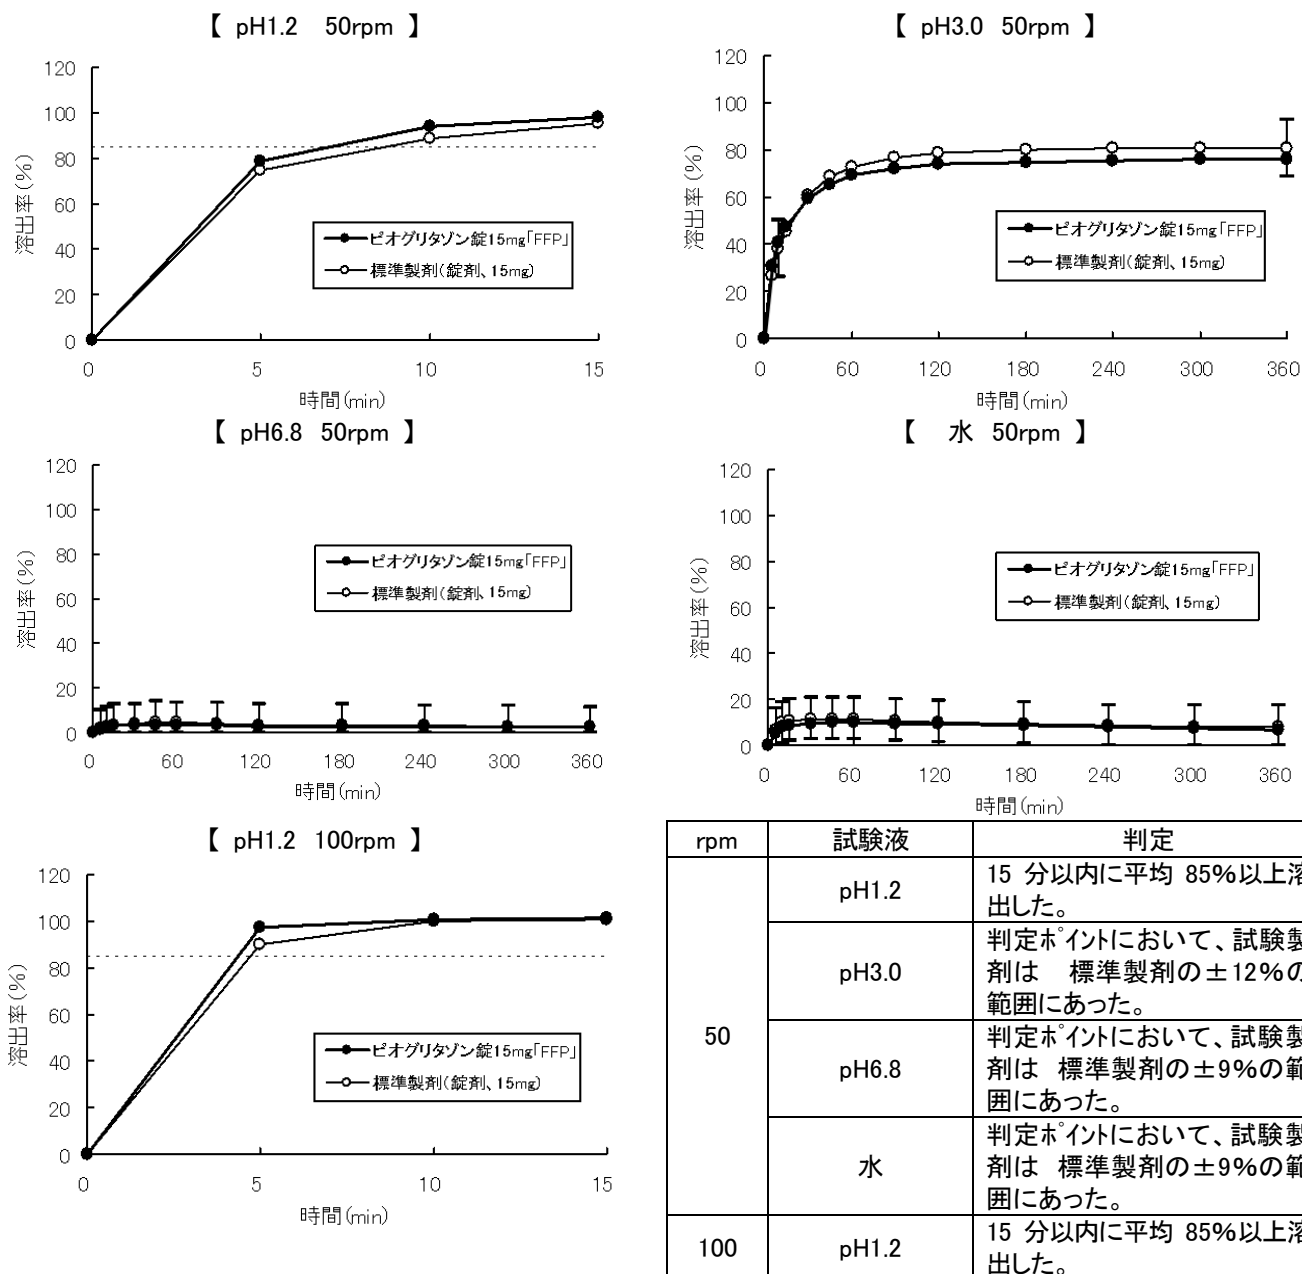 【 pH1.2 50rpm 】
120
100
80
60
40
20
0
溶出率(%)
ピオグリタゾン錠15mg「FFP」
標準製剤(錠剤、15mg)
0 5 10 15
時間(min)
【 pH3.0 50rpm 】
120
100
80
60
40
20
0
溶出率(%)
ピオグリタゾン錠15mg「FFP」
標準製剤(錠剤、15mg)
0 60 120 180 240 300 360
時間(min)
【 pH6.8 50rpm 】
120
100
80
60
40
20
0
溶出率(%)
ピオグリタゾン錠15mg「FFP」
標準製剤(錠剤、15mg)
0 60 120 180 240 300 360
時間(min)
【 水 50rpm 】
120
100
80
60
40
20
0
溶出率(%)
ピオグリタゾン錠15mg「FFP」
標準製剤(錠剤、15mg)
0 60 120 180 240 300 360
時間(min)
【 pH1.2 100rpm 】
120
100
80
60
40
20
0
溶出率(%)
ピオグリタゾン錠15mg「FFP」
標準製剤(錠剤、15mg)
0 5 10 15
時間(min)
rpm 試験液 判定
50
pH1.2
15 分以内に平均 85%以上溶
出した。
pH3.0
判定ポイントにおいて、試験製
剤は 標準製剤の±12%の
範囲にあった。
pH6.8
判定ポイントにおいて、試験製
剤は 標準製剤の±9%の範
囲にあった。
水
判定ポイントにおいて、試験製
剤は 標準製剤の±9%の範
囲にあった。
100
pH1.2
15 分以内に平均 85%以上溶
出した。